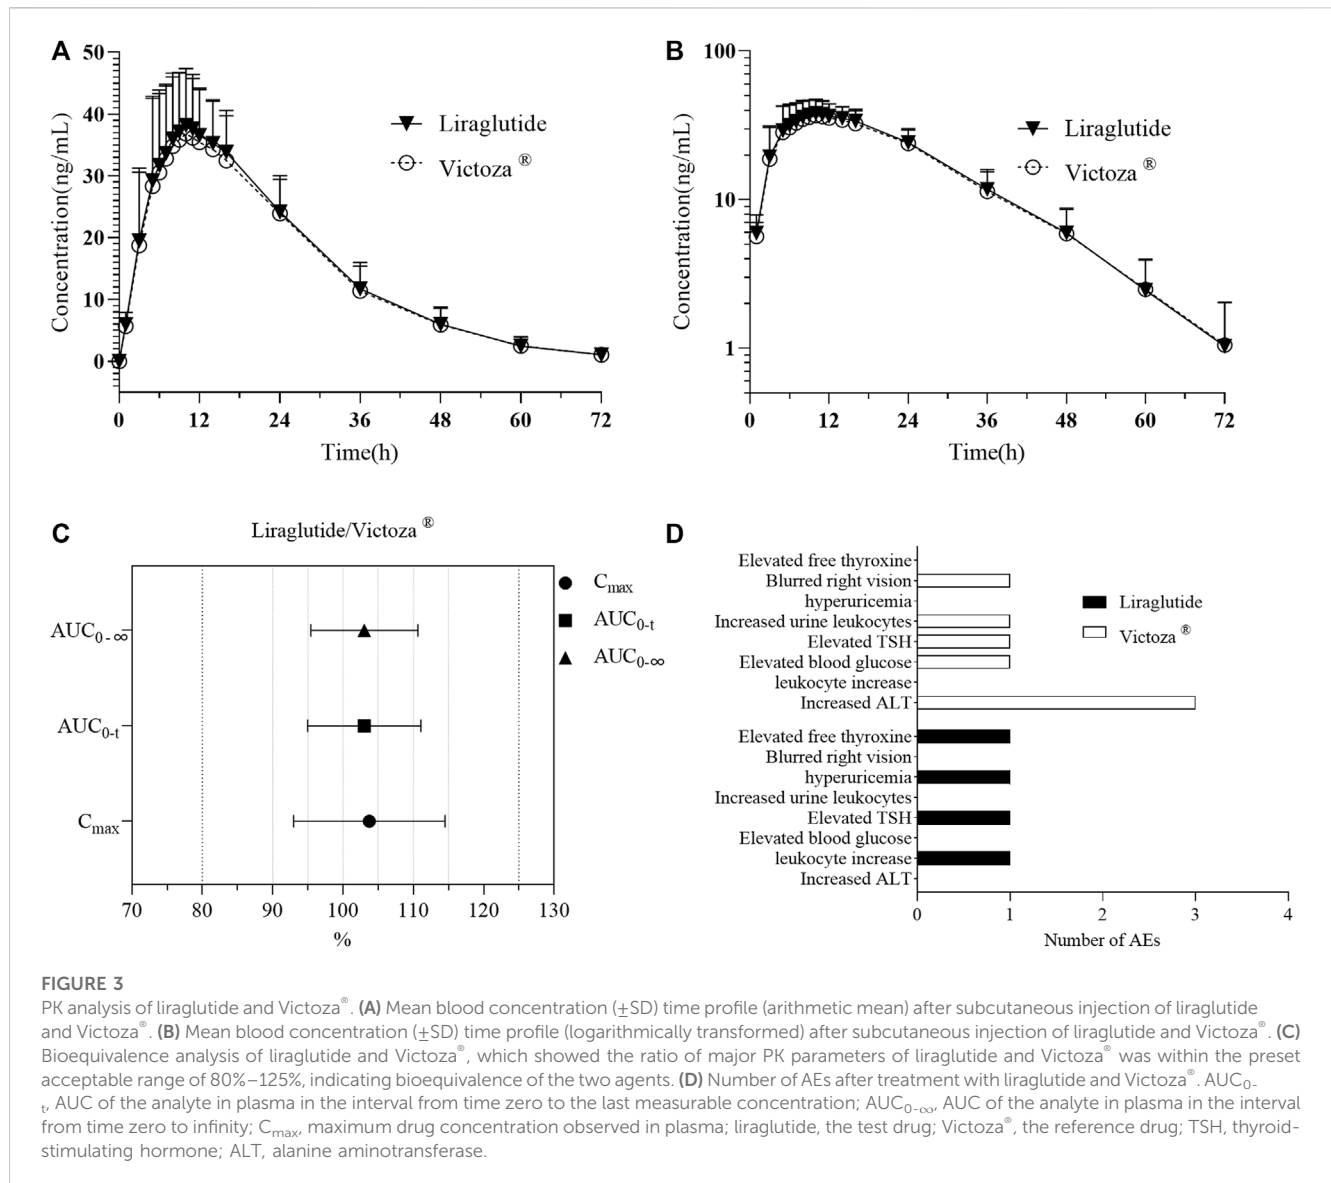 A
50
40
30
20
10
0
Concentration(ng/mL)
Liraglutide
Victoza ®
0 12 24 36 48 60 72
Time(h)
B
100
10
1
Concentration(ng/mL)
Liraglutide
Victoza ®
0 12 24 36 48 60 72
Time(h)
C
Liraglutide/Victoza ®
AUC0-∞
AUC0-t
Cmax
Cmax
AUC0-t
AUC0-∞
70 80 90 100 110 120 130
%
D
Elevated free thyroxine
Blurred right vision
hyperuricemia
Increased urine leukocytes
Elevated TSH
Elevated blood glucose
leukocyte increase
Increased ALT
Elevated free thyroxine
Blurred right vision
hyperuricemia
Increased urine leukocytes
Elevated TSH
Elevated blood glucose
leukocyte increase
Increased ALT
Liraglutide
Victoza ®
0 1 2 3 4
Number of AEs
FIGURE 3
PK analysis of liraglutide and Victoza®. (A) Mean blood concentration (±SD) time profile (arithmetic mean) after subcutaneous injection of liraglutide
and Victoza®. (B) Mean blood concentration (±SD) time profile (logarithmically transformed) after subcutaneous injection of liraglutide and Victoza®. (C)
Bioequivalence analysis of liraglutide and Victoza®, which showed the ratio of major PK parameters of liraglutide and Victoza® was within the preset
acceptable range of 80%–125%, indicating bioequivalence of the two agents. (D) Number of AEs after treatment with liraglutide and Victoza®. AUC0-
t, AUC of the analyte in plasma in the interval from time zero to the last measurable concentration; AUC0-∞, AUC of the analyte in plasma in the interval
from time zero to infinity; Cmax, maximum drug concentration observed in plasma; liraglutide, the test drug; Victoza®, the reference drug; TSH, thyroid-
stimulating hormone; ALT, alanine aminotransferase.